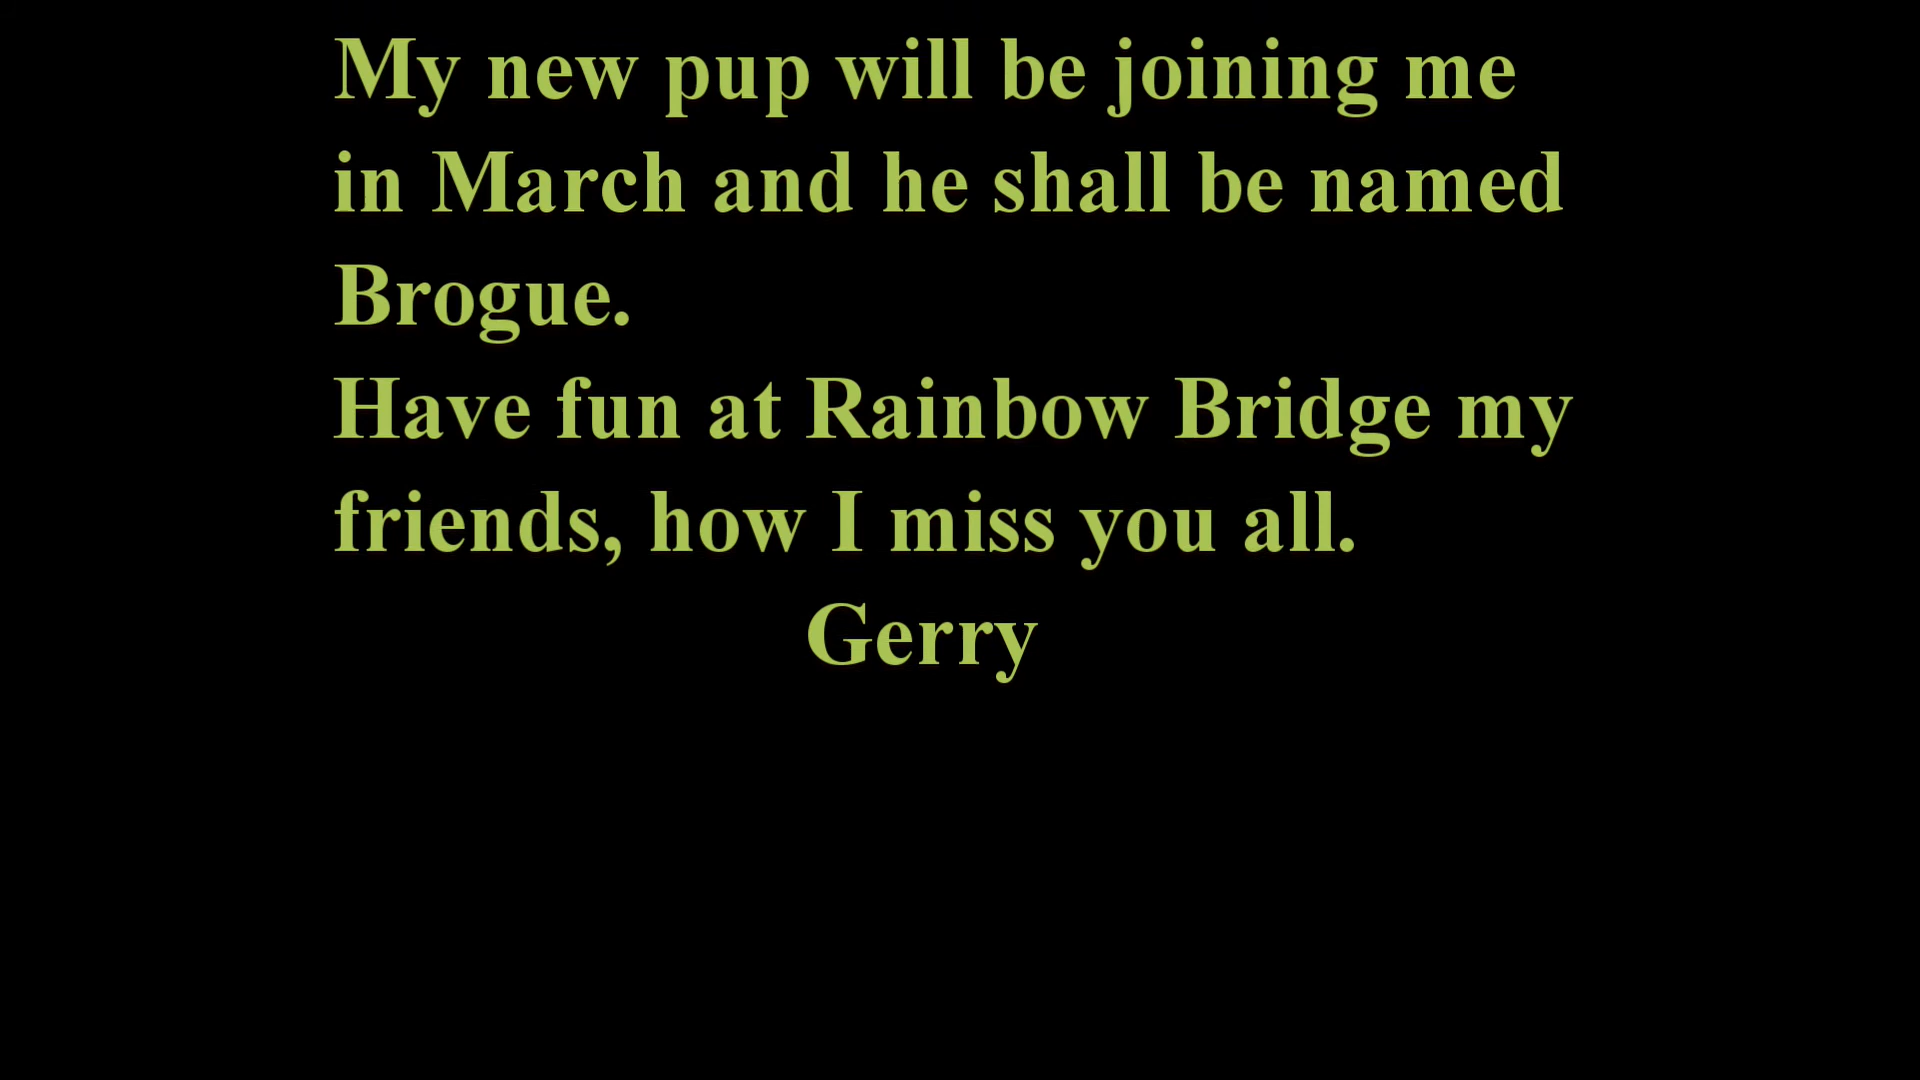 My new pup will be joining me
in March and he shall be named
Brogue.
Have fun at Rainbow Bridge my
friends, how I miss you all.
Gerry